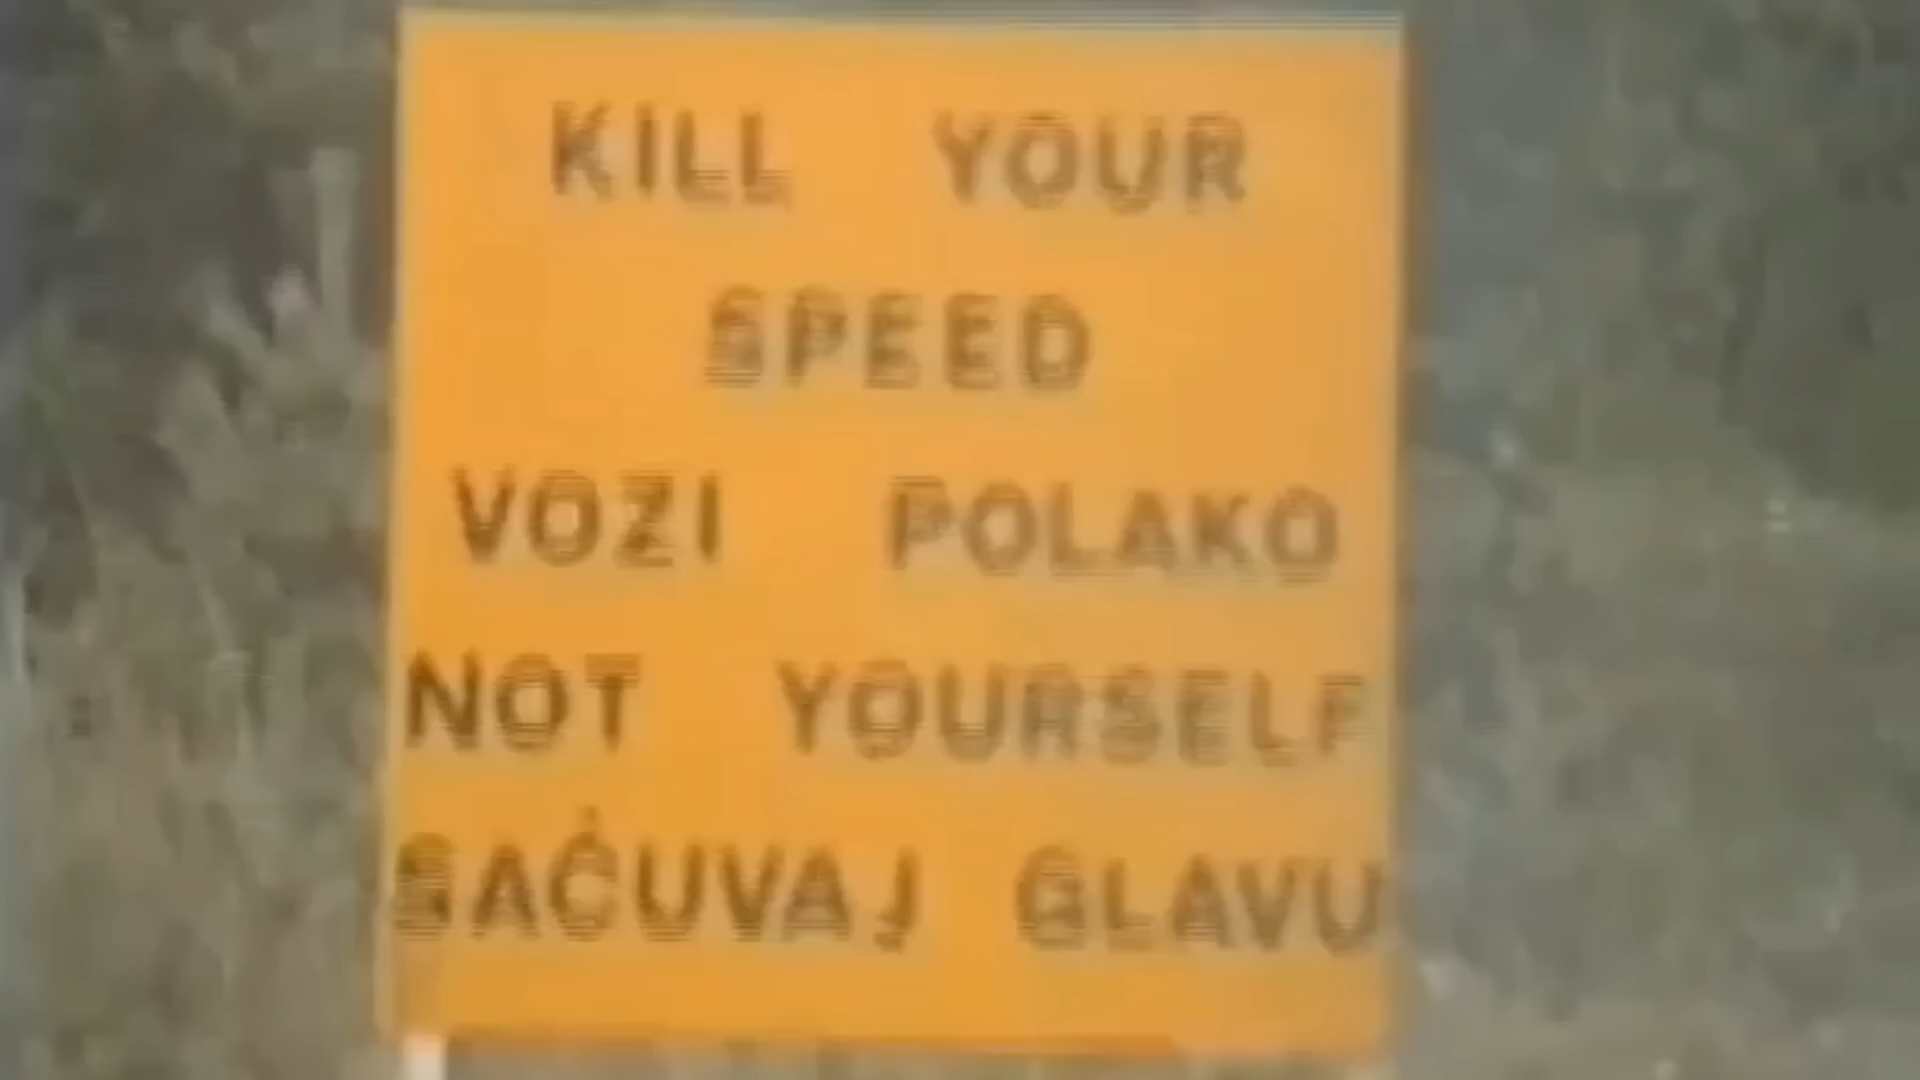 KILL YOUR
SPEED
VOZI POLAKO
NOT YOURSELF
SAČUVAJ GLAVU